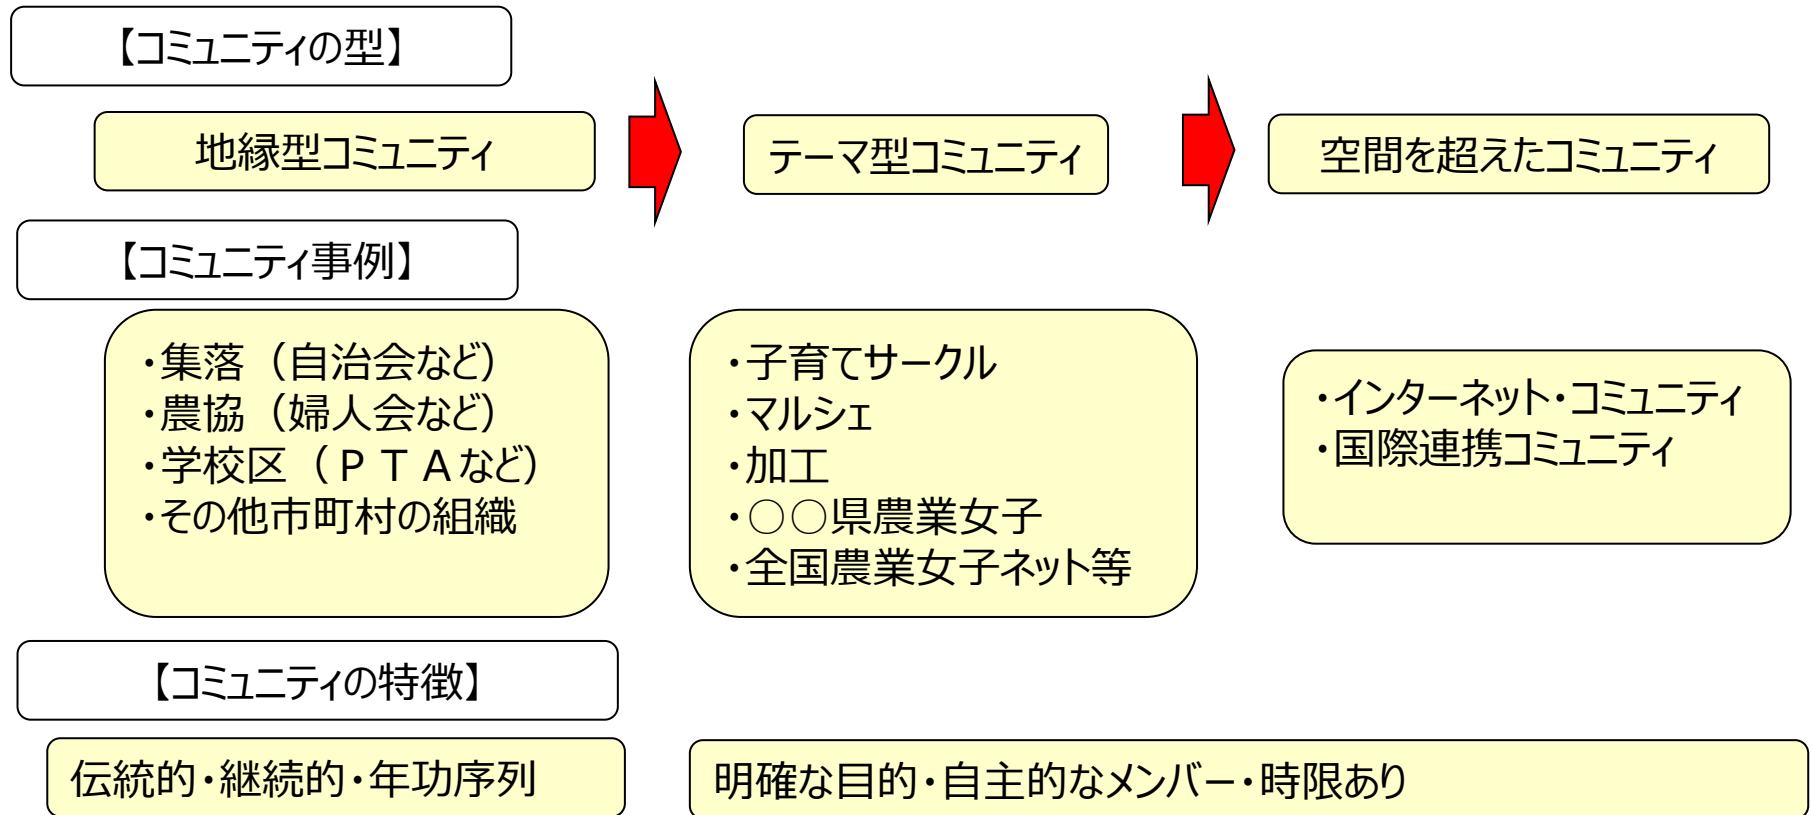 【コミュニティの型】
地縁型コミュニティ
テーマ型コミュニティ
空間を超えたコミュニティ
【コミュニティ事例】
・集落（自治会など）
・農協（婦人会など）
・学校区（ＰＴＡなど）
・その他市町村の組織
・子育てサークル
・マルシェ
・加工
・○○県農業女子
・全国農業女子ネット等
・インターネット・コミュニティ
・国際連携コミュニティ
【コミュニティの特徴】
伝統的・継続的・年功序列
明確な目的・自主的なメンバー・時限あり